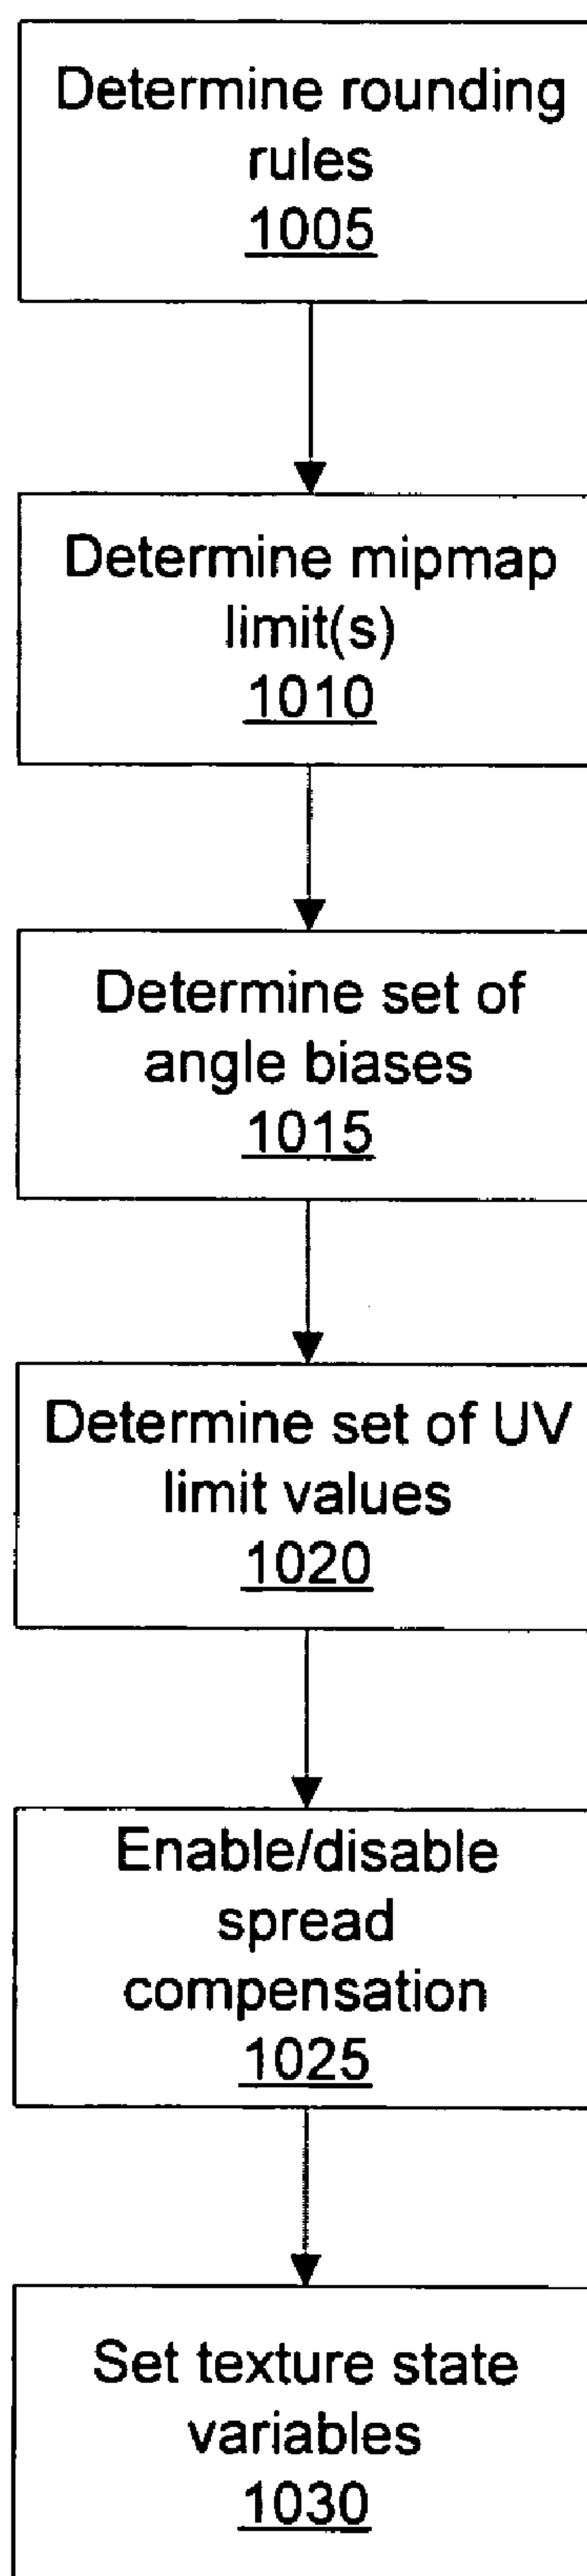 Determine rounding
rules
1005
Determine mipmap
limit(s)
1010
Determine set of
angle biases
1015
Determine set of UV
limit values
1020
Enable/disable
spread
compensation
1025
Set texture state
variables
1030